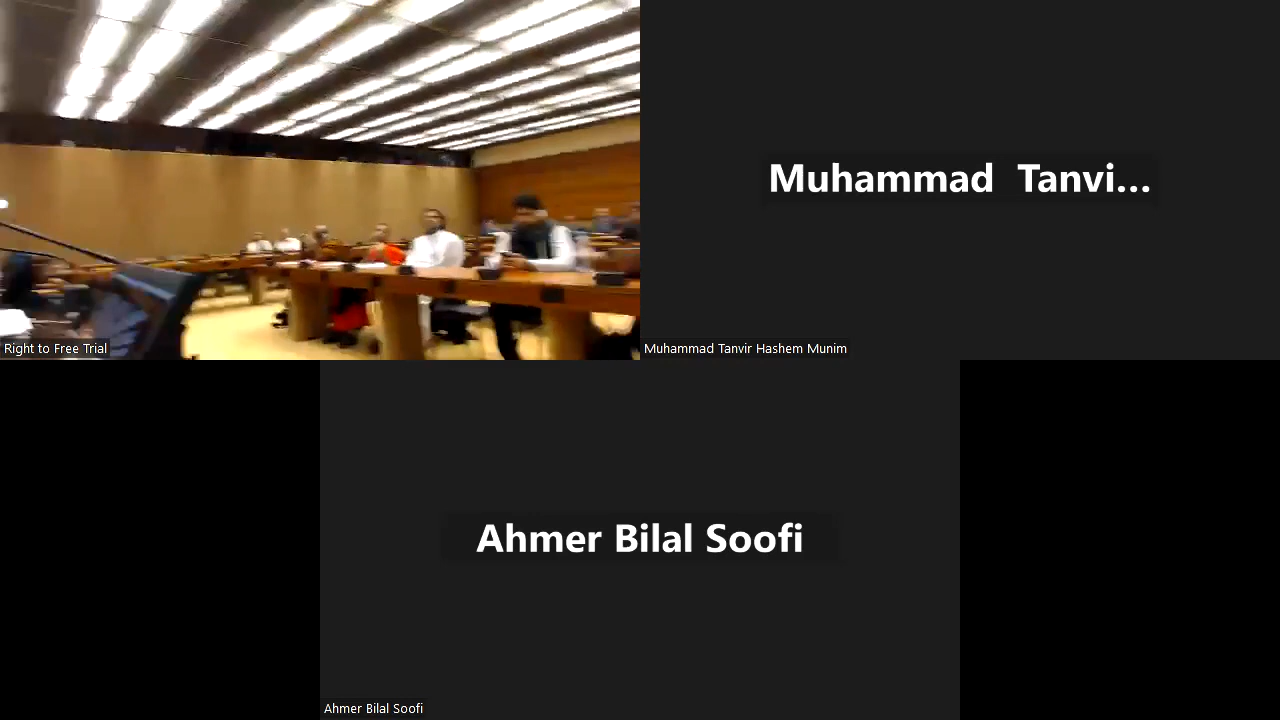 Muhammad  Tanvi...
Right to Free Trial
Muhammad Tanvir Hashem Munim
Ahmer Bilal Soofi
Ahmer Bilal Soofi